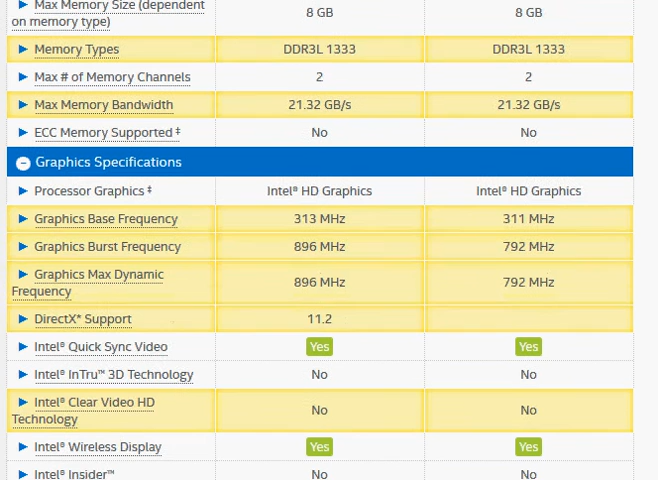 Max Memory Size (dependent
on memory type) 8 GB 8 GB
Memory Types DDR3L 1333 DDR3L 1333
Max # of Memory Channels 2 2
Max Memory Bandwidth 21.32 GB/s 21.32 GB/s
ECC Memory Supported ‡ No No
Graphics Specifications
Processor Graphics ‡ Intel® HD Graphics Intel® HD Graphics
Graphics Base Frequency 313 MHz 311 MHz
Graphics Burst Frequency 896 MHz 792 MHz
Graphics Max Dynamic
Frequency 896 MHz 792 MHz
DirectX* Support 11.2
Intel® Quick Sync Video Yes Yes
Intel® InTru™ 3D Technology No No
Intel® Clear Video HD
Technology No No
Intel® Wireless Display Yes Yes
Intel® Insider™ No No